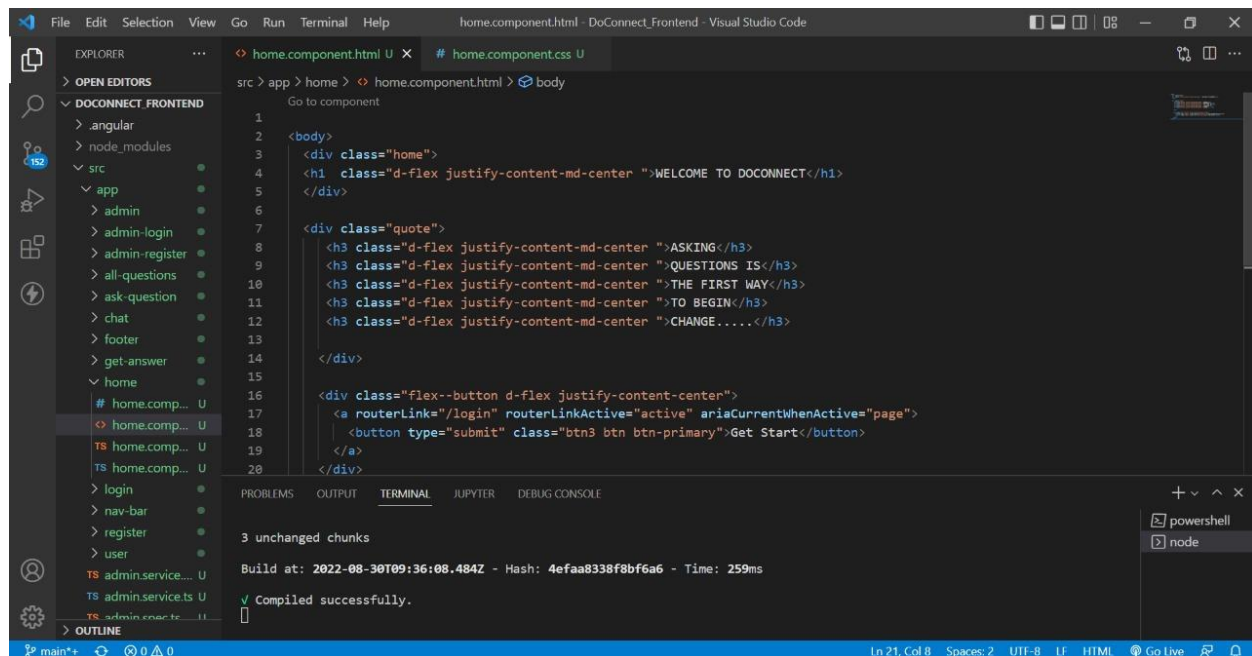 File Edit Selection View Go Run Terminal Help home.component.html - DoConnect_Frontend - Visual Studio Code
EXPLORER
OPEN EDITORS
DOCONNECT_FRONTEND
.angular
node_modules
src
app
admin
admin-login
admin-register
all-questions
ask-question
chat
footer
get-answer
home
# home.comp... U
<> home.comp... U
TS home.comp... U
TS home.comp... U
login
nav-bar
register
user
TS admin.service.... U
TS admin.service.ts U
TS admin.spec.ts U
OUTLINE
152
<> home.component.html U X # home.component.css U
src > app > home > <> home.component.html > body
Go to component
1
2 <body>
3 <div class="home">
4 <h1  class="d-flex justify-content-md-center ">WELCOME TO DOCONNECT</h1>
5 </div>
6
7 <div class="quote">
8 <h3 class="d-flex justify-content-md-center ">ASKING</h3>
9 <h3 class="d-flex justify-content-md-center ">QUESTIONS IS</h3>
10 <h3 class="d-flex justify-content-md-center ">THE FIRST WAY</h3>
11 <h3 class="d-flex justify-content-md-center ">TO BEGIN</h3>
12 <h3 class="d-flex justify-content-md-center ">CHANGE.....</h3>
13
14 </div>
15
16 <div class="flex--button d-flex justify-content-center">
17 <a routerLink="/login" routerLinkActive="active" ariaCurrentWhenActive="page">
18 <button type="submit" class="btn3 btn btn-primary">Get Start</button>
19 </a>
20 </div>
PROBLEMS OUTPUT TERMINAL JUPYTER DEBUG CONSOLE
3 unchanged chunks
Build at: 2022-08-30T09:36:08.484Z - Hash: 4efaa8338f8bf6a6 - Time: 259ms
√ Compiled successfully.
powershell
node
main*+ 0 0 Ln 21, Col 8 Spaces: 2 UTF-8 LF HTML Go Live